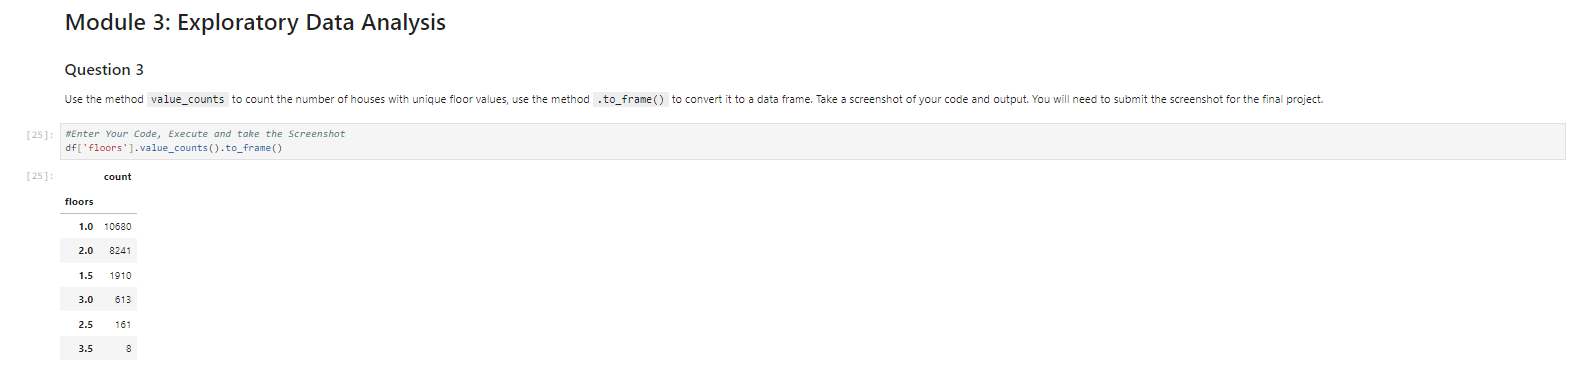 Module 3: Exploratory Data Analysis
Question 3
Use the method value_counts to count the number of houses with unique floor values, use the method .to_frame() to convert it to a data frame. Take a screenshot of your code and output. You will need to submit the screenshot for the final project.
[25]: #Enter Your Code, Execute and take the Screenshot
df['floors'].value_counts().to_frame()
[25]: count
floors
1.0 10680
2.0 8241
1.5 1910
3.0 613
2.5 161
3.5 8